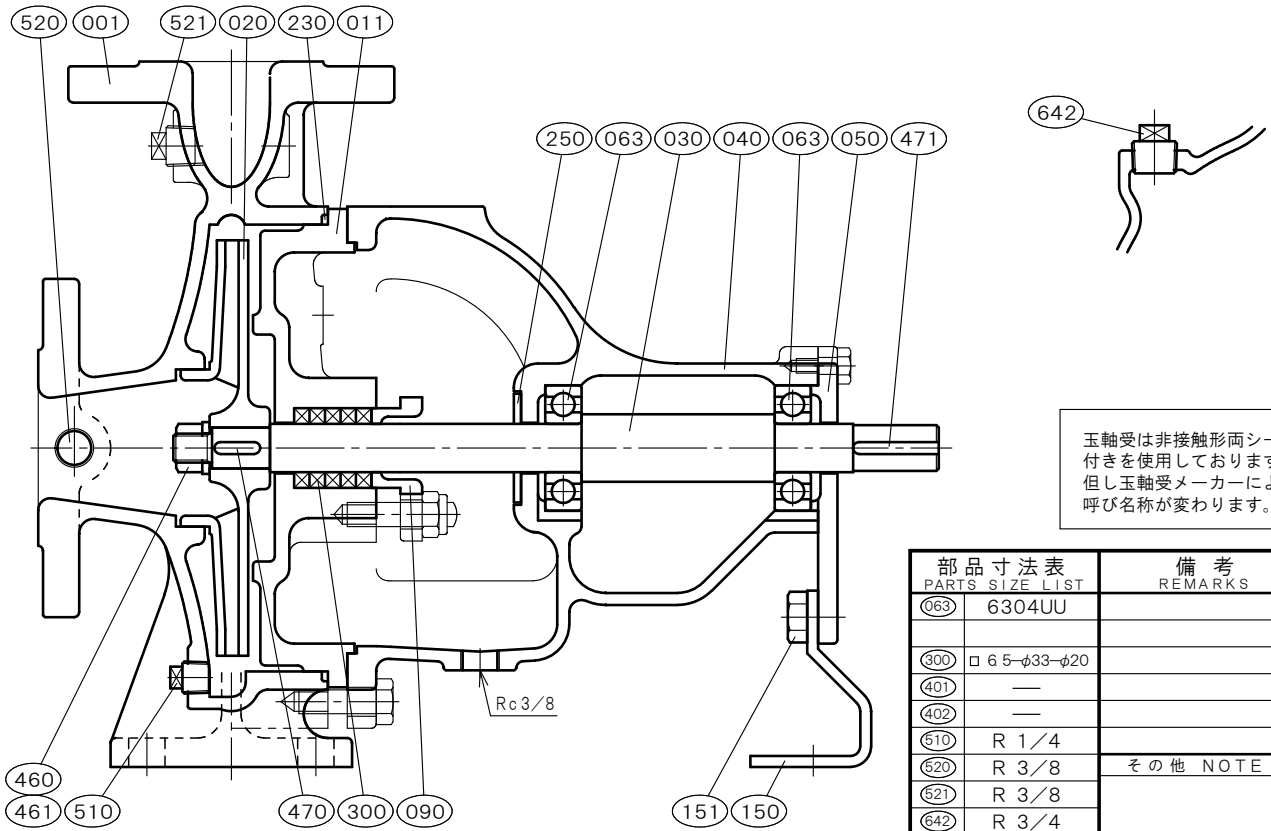 520 001 521 020 230 011
642
250 063 030 040 063 050 471
玉軸受は非接触形両シー
付きを使用しております
但し玉軸受メーカーによ
呼び名称が変わります。
部品寸法表 備考
PARTS SIZE LIST REMARKS
063 6304UU
300 □ 6.5-φ33-φ20
401 —
402 —
510 R 1/4
520 R 3/8 その他 NOTE
521 R 3/8
642 R 3/4
Rc3/8
460
461 510 470 300 090 151 150